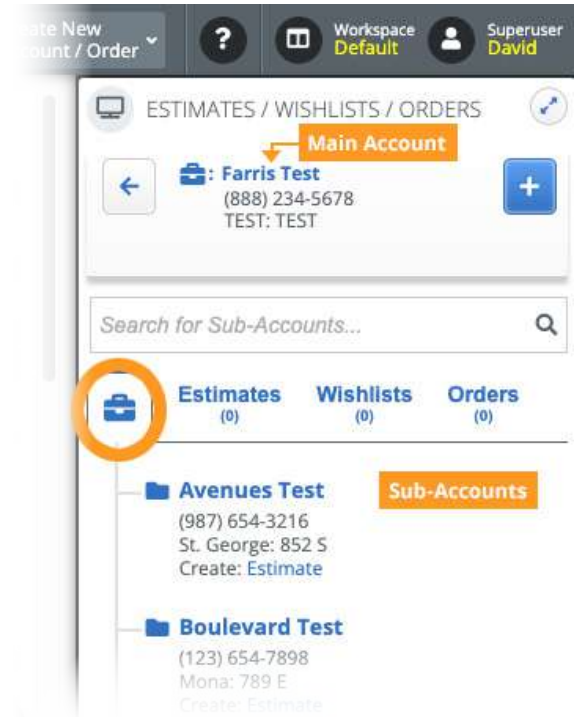 ate New
ount / Order
?
Workspace
Default
Superuser
David
ESTIMATES / WISHLISTS / ORDERS
Main Account
: Farris Test
(888) 234-5678
TEST: TEST
+
Search for Sub-Accounts...
Estimates
(0)
Wishlists
(0)
Orders
(0)
Avenues Test
Sub-Accounts
(987) 654-3216
St. George: 852 S
Create: Estimate
Boulevard Test
(123) 654-7898
Mona: 789 E
Create: Estimate